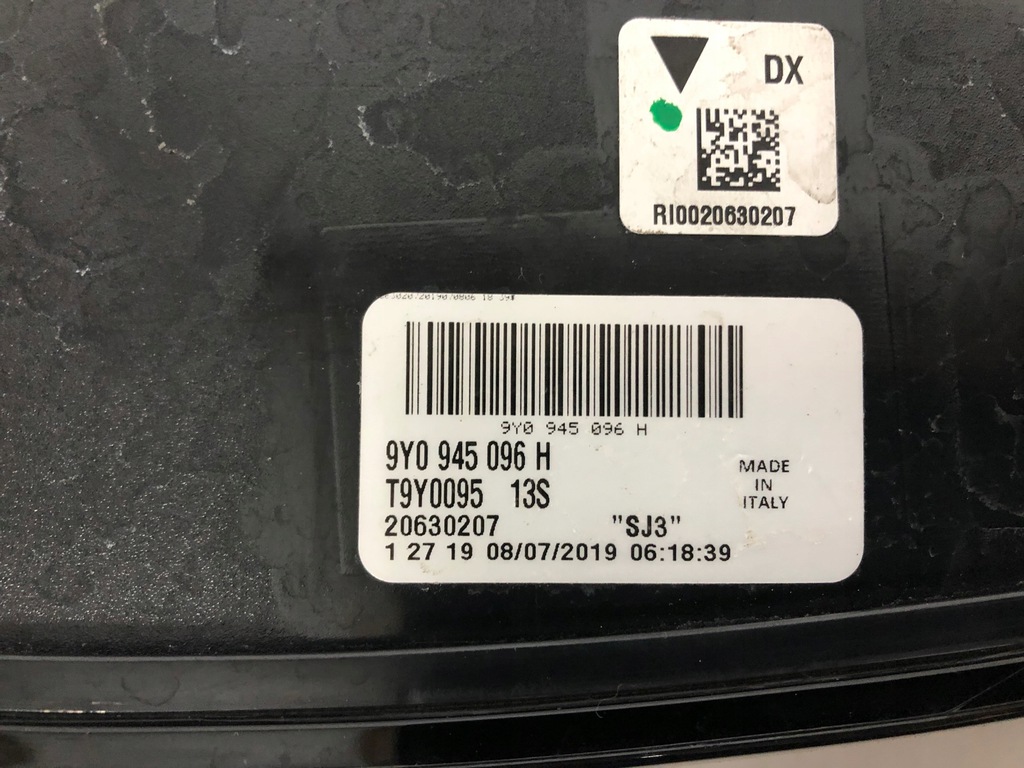 DX
RI0020630207
9Y0 945 096 H
9Y0 945 096 H
T9Y0095 13S
MADE
IN
ITALY
20630207 "SJ3"
1 27 19 08/07/2019 06:18:39